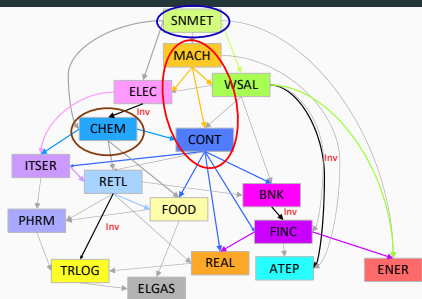 SNMET
MACH
ELEC
WSAL
Inv
CHEM
CONT
Inv
ITSER
RETL
BNK
FOOD
Inv
PHRM
Inv
FINC
REAL
ATEP
ENER
TRLOG
ELGAS